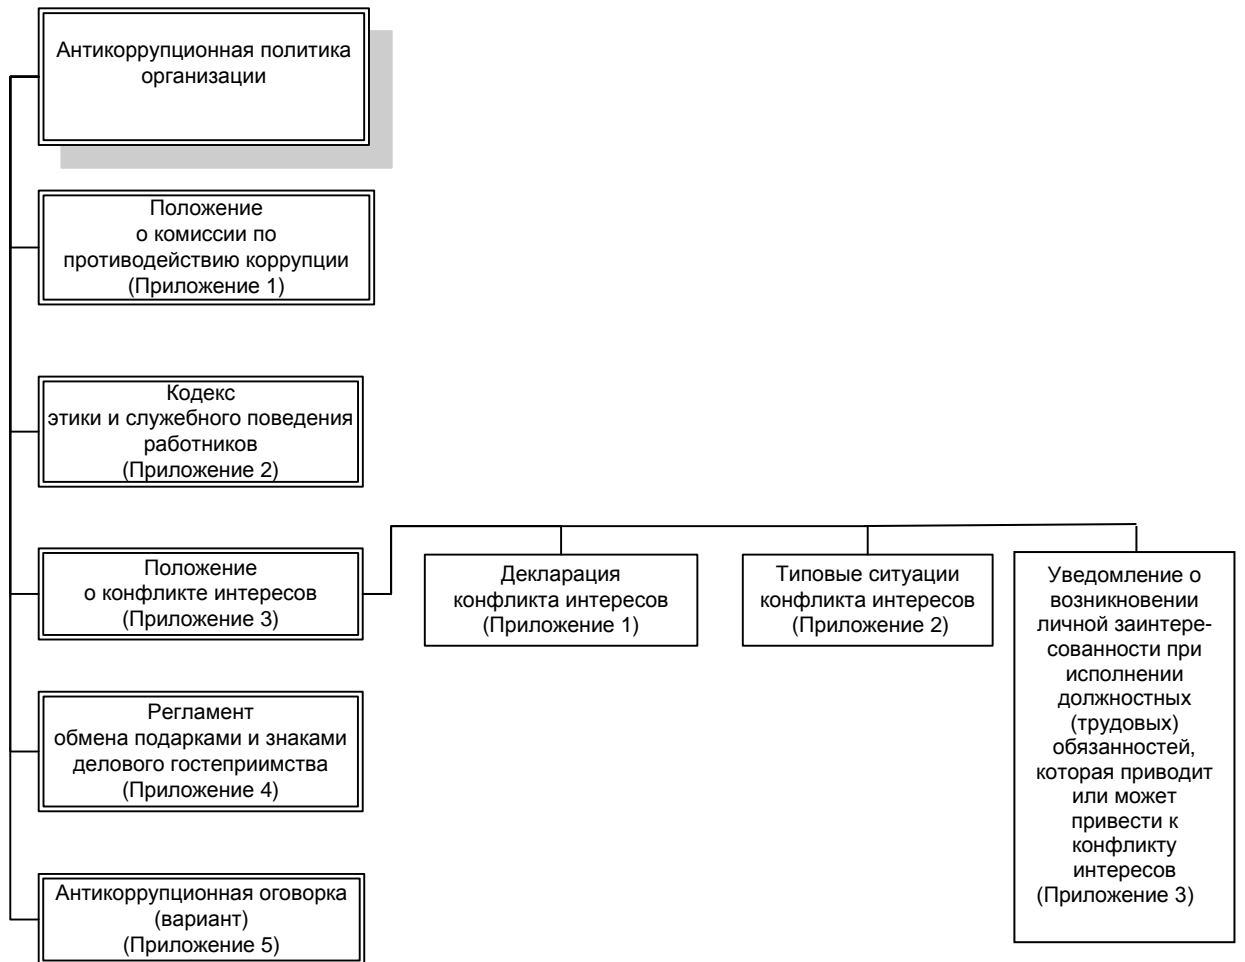 Антикоррупционная политика
организации
Положение
о комиссии по
противодействию коррупции
(Приложение 1)
Кодекс
этики и служебного поведения
работников
(Приложение 2)
Положение
о конфликте интересов
(Приложение 3)
Декларация
конфликта интересов
(Приложение 1)
Типовые ситуации
конфликта интересов
(Приложение 2)
Уведомление о
возникновении
личной заинтере-
сованности при
исполнении
должностных
(трудовых)
обязанностей,
которая приводит
или может
привести к
конфликту
интересов
(Приложение 3)
Регламент
обмена подарками и знаками
делового гостеприимства
(Приложение 4)
Антикоррупционная оговорка
(вариант)
(Приложение 5)